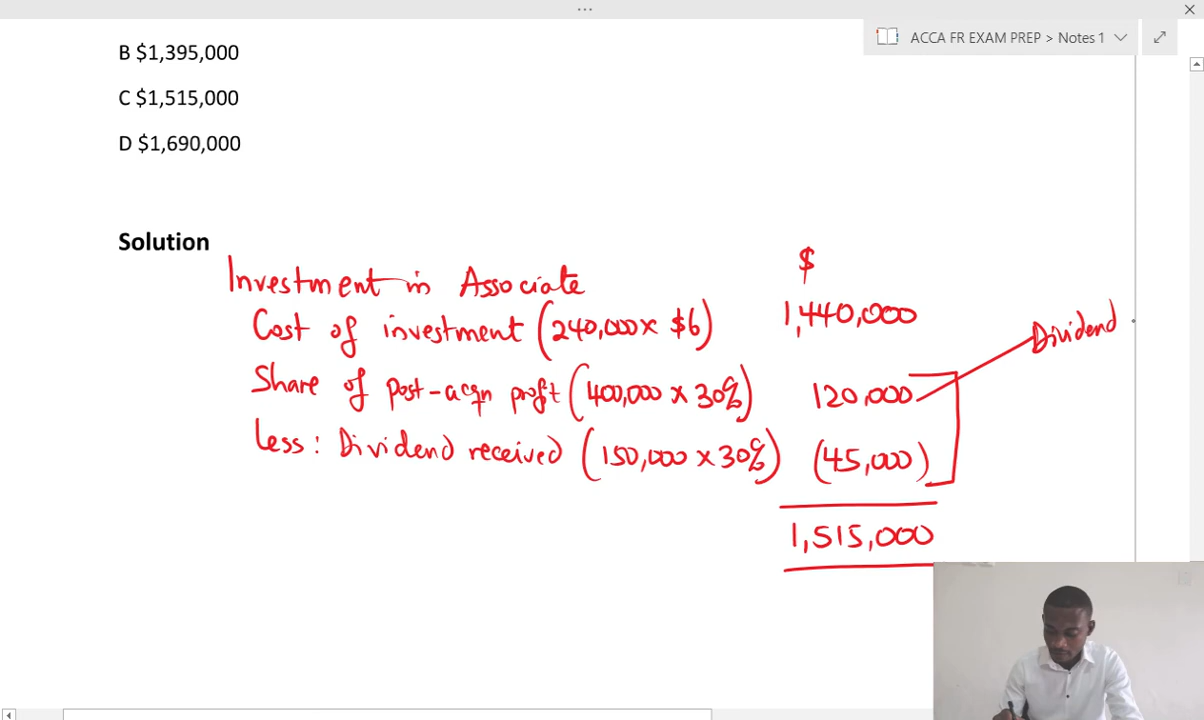 ACCA FR EXAM PREP > Notes 1
B $1,395,000
C $1,515,000
D $1,690,000
Solution
$
Investment in Associate
Cost of investment (240,000 x $6) 1,440,000
Dividend
Share of post-acqn profit (400,000 x 30%) 120,000
Less: Dividend received (150,000 x 30%) (45,000)
1,515,000